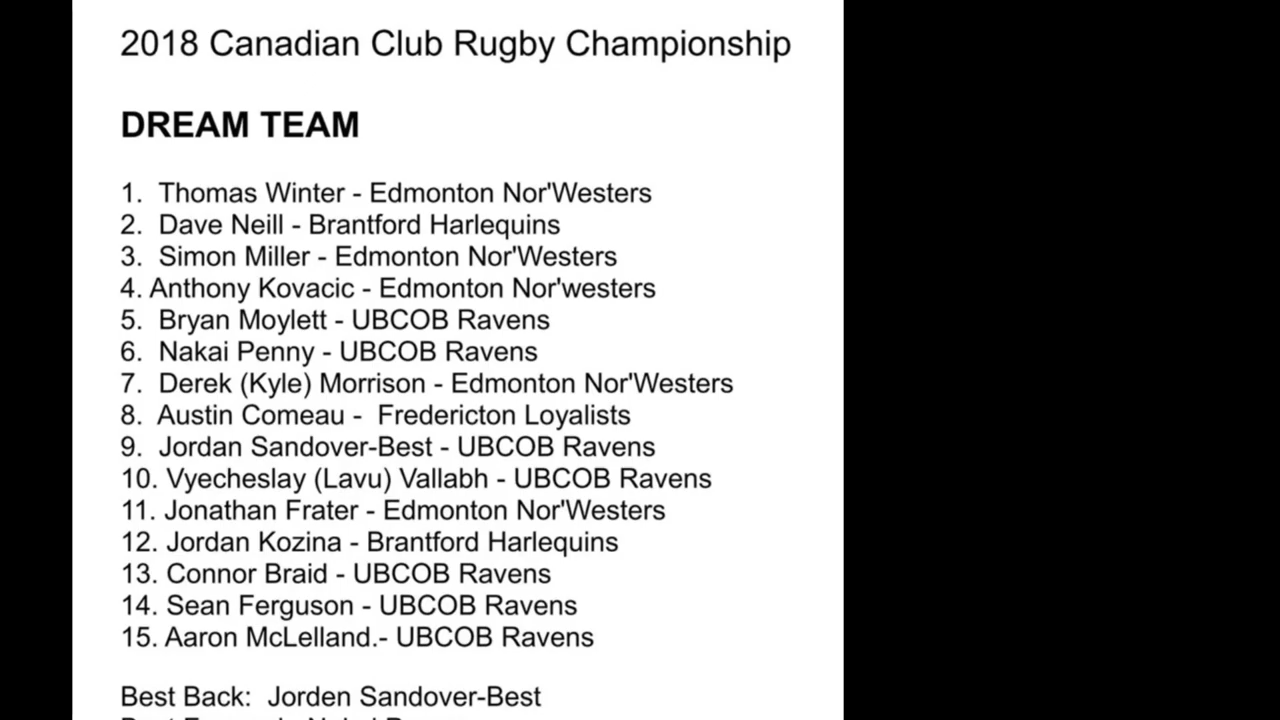 2018 Canadian Club Rugby Championship
DREAM TEAM
1. Thomas Winter - Edmonton Nor'Westers
2. Dave Neill - Brantford Harlequins
3. Simon Miller - Edmonton Nor'Westers
4. Anthony Kovacic - Edmonton Nor'westers
5. Bryan Moylett - UBCOB Ravens
6. Nakai Penny - UBCOB Ravens
7. Derek (Kyle) Morrison - Edmonton Nor'Westers
8. Austin Comeau - Fredericton Loyalists
9. Jordan Sandover-Best - UBCOB Ravens
10. Vyecheslay (Lavu) Vallabh - UBCOB Ravens
11. Jonathan Frater - Edmonton Nor'Westers
12. Jordan Kozina - Brantford Harlequins
13. Connor Braid - UBCOB Ravens
14. Sean Ferguson - UBCOB Ravens
15. Aaron McLelland.- UBCOB Ravens
Best Back: Jorden Sandover-Best